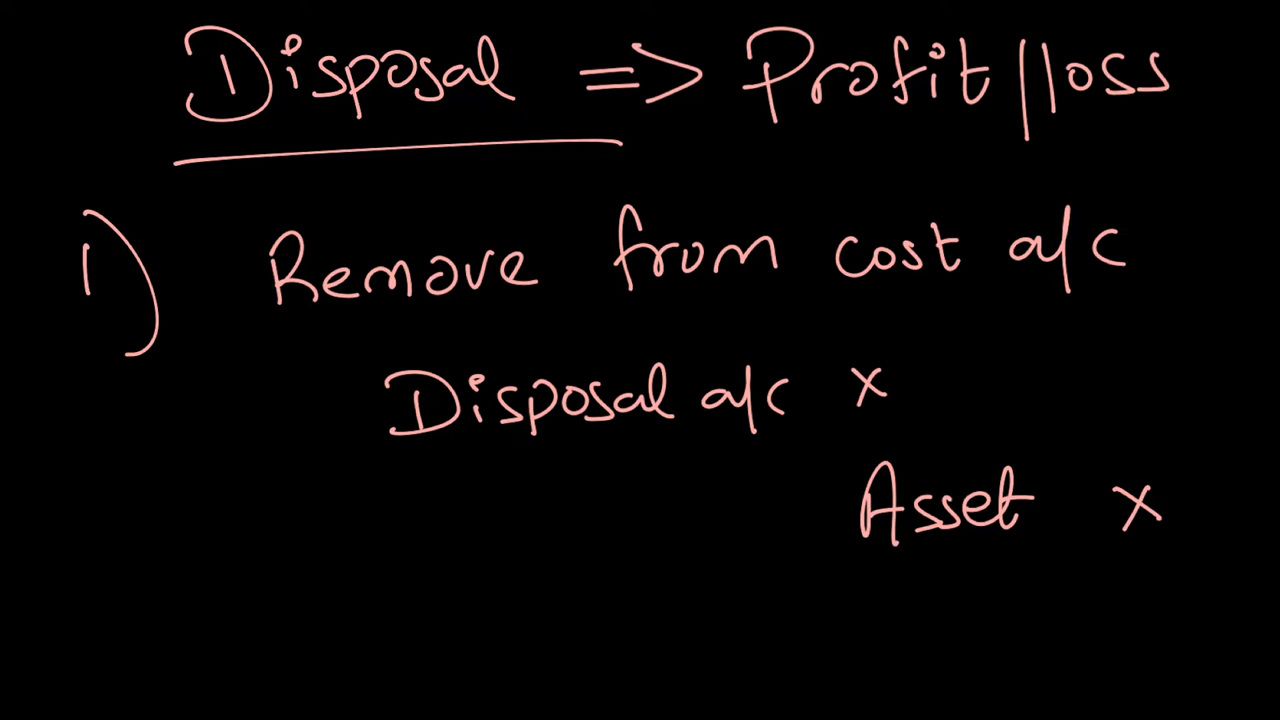 Disposal => Profit/loss
1) Remove from cost a/c
Disposal a/c x
Asset x